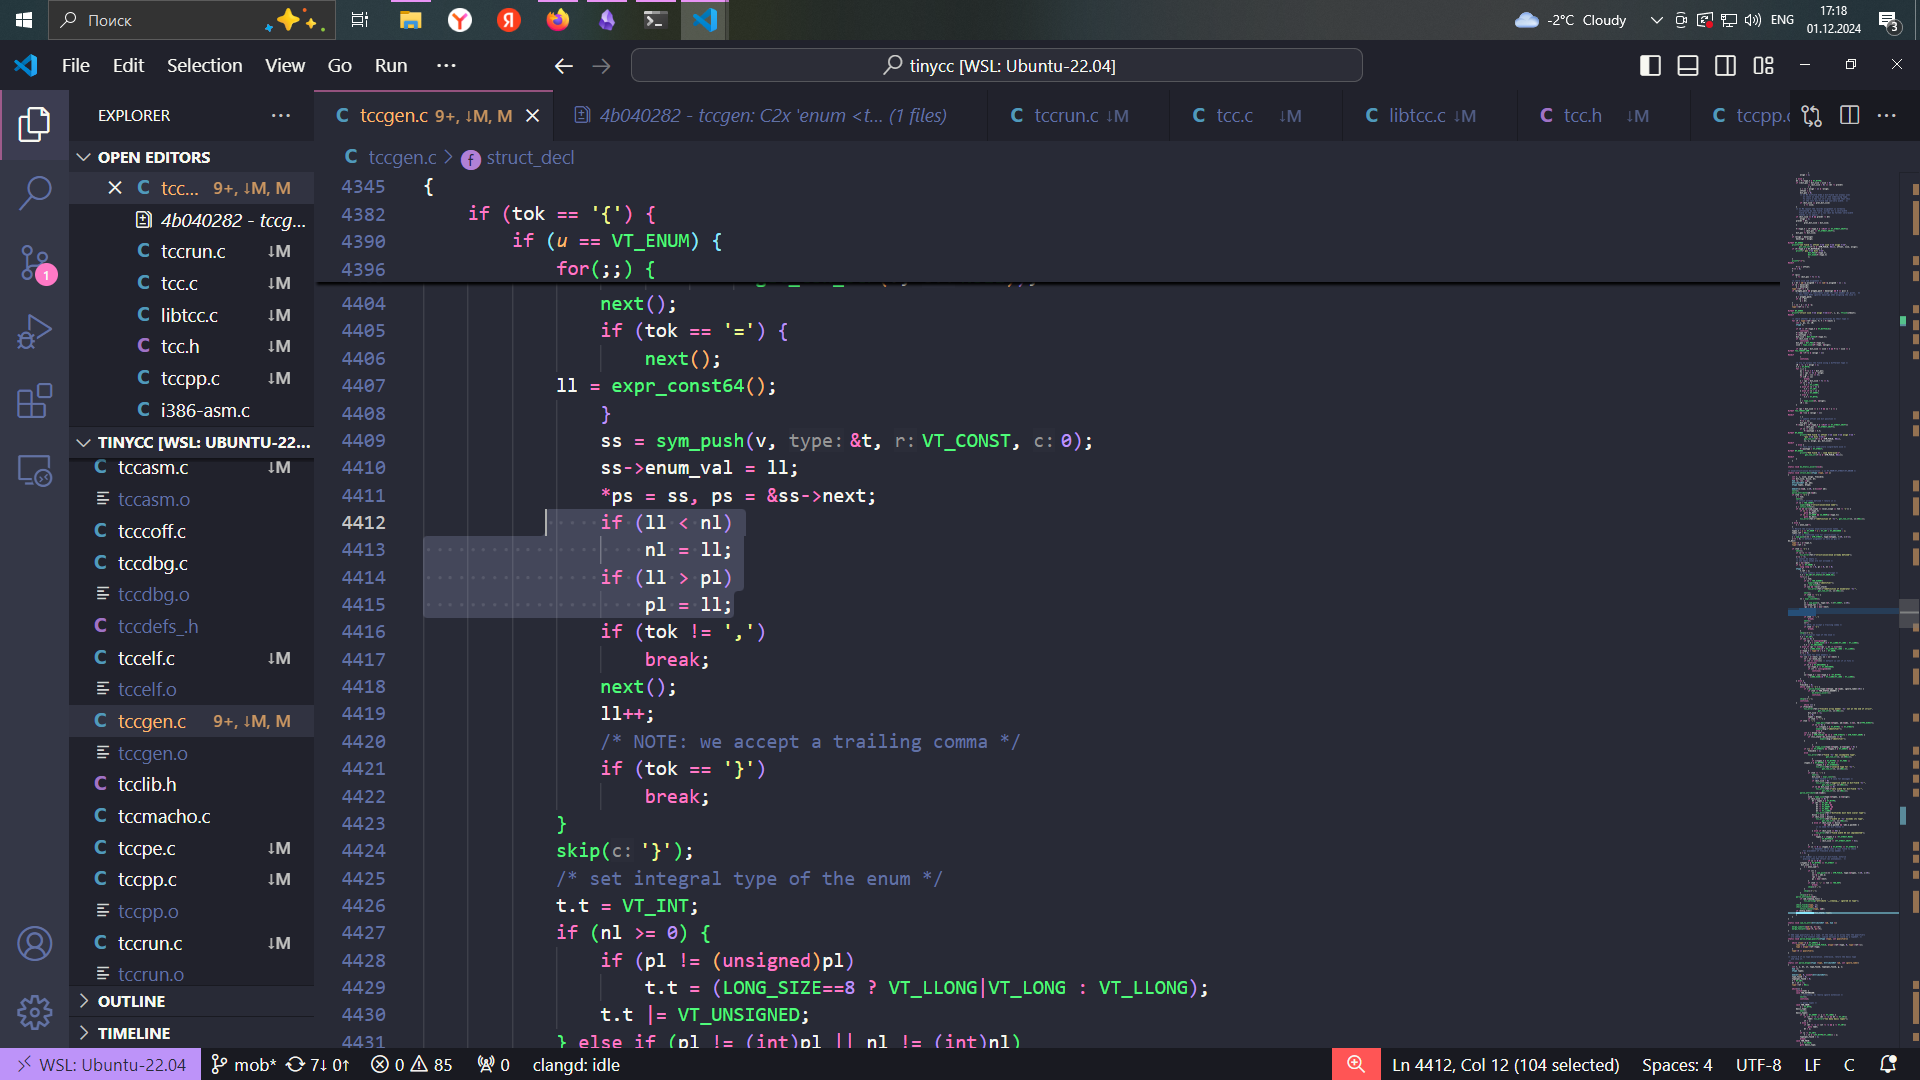 Поиск
-2°C Cloudy
ENG
17:18
01.12.2024
3
File Edit Selection View Go Run ···
tinycc [WSL: Ubuntu-22.04]
EXPLORER ···
C tccgen.c 9+, ↓M, M
4b040282 - tccgen: C2x 'enum <t... (1 files)
C tccrun.c ↓M
C tcc.c ↓M
C libtcc.c ↓M
C tcc.h ↓M
C tccpp.c
OPEN EDITORS
C tcc... 9+, ↓M, M
4b040282 - tccg...
C tccrun.c ↓M
C tcc.c ↓M
C libtcc.c ↓M
C tcc.h ↓M
C tccpp.c ↓M
C i386-asm.c
1
TINYCC [WSL: UBUNTU-22...
C tccasm.c ↓M
tccasm.o
C tcccoff.c
C tccdbg.c
tccdbg.o
C tccdefs_.h
C tccelf.c ↓M
tccelf.o
C tccgen.c 9+, ↓M, M
tccgen.o
C tcclib.h
C tccmacho.c
C tccpe.c ↓M
C tccpp.c ↓M
tccpp.o
C tccrun.c ↓M
tccrun.o
OUTLINE
TIMELINE
C tccgen.c > f struct_decl
4345 {
4382 if (tok == '{') {
4390 if (u == VT_ENUM) {
4396 for(;;) {
4404 next();
4405 if (tok == '=') {
4406 next();
4407 ll = expr_const64();
4408 }
4409 ss = sym_push(v, type: &t, r: VT_CONST, c: 0);
4410 ss->enum_val = ll;
4411 *ps = ss, ps = &ss->next;
4412 if (ll < nl)
4413 nl = ll;
4414 if (ll > pl)
4415 pl = ll;
4416 if (tok != ',')
4417 break;
4418 next();
4419 ll++;
4420 /* NOTE: we accept a trailing comma */
4421 if (tok == '}')
4422 break;
4423 }
4424 skip(c: '}');
4425 /* set integral type of the enum */
4426 t.t = VT_INT;
4427 if (nl >= 0) {
4428 if (pl != (unsigned)pl)
4429 t.t = (LONG_SIZE==8 ? VT_LLONG|VT_LONG : VT_LLONG);
4430 t.t |= VT_UNSIGNED;
4431 } else if (pl != (int)pl || nl != (int)nl)
WSL: Ubuntu-22.04 mob* 7↓ 0↑ 0 85 0 clangd: idle
Ln 4412, Col 12 (104 selected) Spaces: 4 UTF-8 LF C